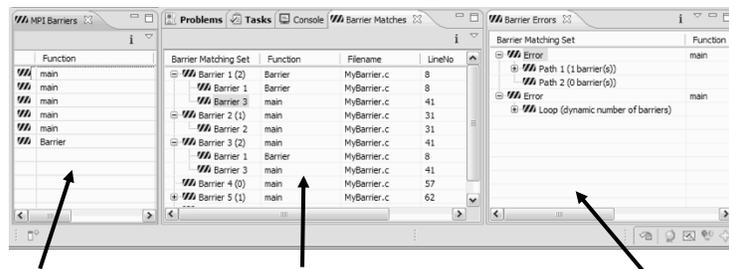 MPI Barriers
Function
main
main
main
main
main
Barrier
Problems Tasks Console Barrier Matches
Barrier Matching Set Function Filename LineNo
Barrier 1 (2) Barrier MyBarrier.c 8
Barrier 1 Barrier MyBarrier.c 8
Barrier 3 main MyBarrier.c 41
Barrier 2 (1) main MyBarrier.c 31
Barrier 2 main MyBarrier.c 31
Barrier 3 (2) main MyBarrier.c 41
Barrier 1 Barrier MyBarrier.c 8
Barrier 3 main MyBarrier.c 41
Barrier 4 (0) main MyBarrier.c 57
Barrier 5 (1) main MyBarrier.c 62
Barrier Errors
Barrier Matching Set Function
Error main
Path 1 (1 barrier(s))
Path 2 (0 barrier(s))
Error main
Loop (dynamic number of barriers)